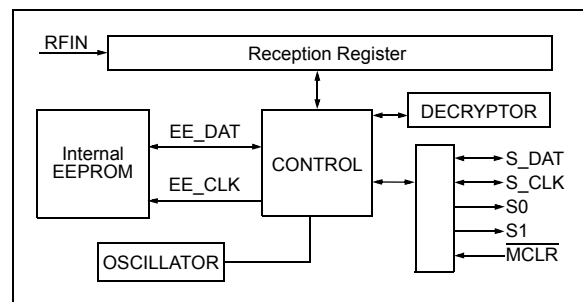 RFIN
Reception Register
DECRYPTOR
EE_DAT
Internal
EEPROM
CONTROL
EE_CLK
S_DAT
S_CLK
S0
S1
MCLR
OSCILLATOR